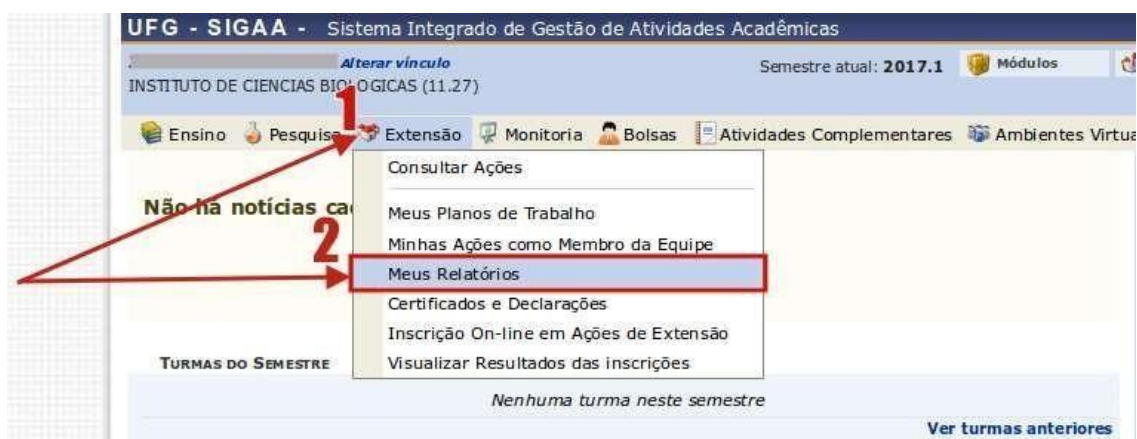 UFG - SIGAA - Sistema Integrado de Gestão de Atividades Acadêmicas
Alterar vínculo
Semestre atual: 2017.1
Módulos
INSTITUTO DE CIENCIAS BIOLOGICAS (11.27)
1
Ensino Pesquisa Extensão Monitoria Bolsas Atividades Complementares Ambientes Virtua
Consultar Ações
Não há notícias ca
Meus Planos de Trabalho
2
Minhas Ações como Membro da Equipe
Meus Relatórios
Certificados e Declarações
Inscrição On-line em Ações de Extensão
TURMAS DO SEMESTRE
Visualizar Resultados das inscrições
Nenhuma turma neste semestre
Ver turmas anteriores